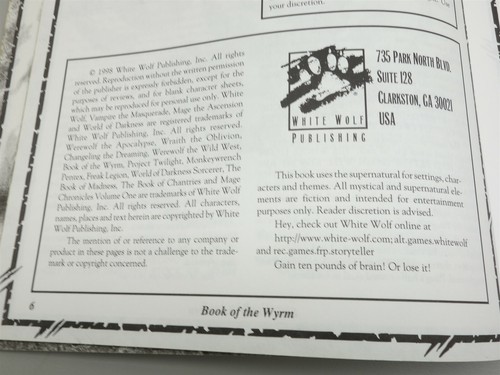 your discretion.
© 1998 White Wolf Publishing, Inc. All rights
reserved. Reproduction without the written permission
of the publisher is expressly forbidden, except for the
purposes of reviews, and for blank character sheets,
which may be reproduced for personal use only. White
Wolf, Vampire the Masquerade, Mage the Ascension
and World of Darkness are registered trademarks of
White Wolf Publishing, Inc. All rights reserved.
Werewolf the Apocalypse, Wraith the Oblivion,
Changeling the Dreaming, Werewolf the Wild West,
Book of the Wyrm, Project Twilight, Monkeywrench
Pentex, Freak Legion, World of Darkness Sorcerer, The
Book of Madness, The Book of Chantries and Mage
Chronicles Volume One are trademarks of White Wolf
Publishing, Inc. All rights reserved. All characters,
names, places and text herein are copyrighted by White
Wolf Publishing, Inc.
The mention of or reference to any company or
product in these pages is not a challenge to the trade-
mark or copyright concerned.
WHITE WOLF
PUBLISHING
735 PARK NORTH BLVD.
SUITE 128
CLARKSTON, GA 30021
USA
This book uses the supernatural for settings, char-
acters and themes. All mystical and supernatural ele-
ments are fiction and intended for entertainment
purposes only. Reader discretion is advised.
Hey, check out White Wolf online at
http://www.white-wolf.com; alt.games.whitewolf
and rec.games.frp.storyteller
Gain ten pounds of brain! Or lose it!
6
Book of the Wyrm